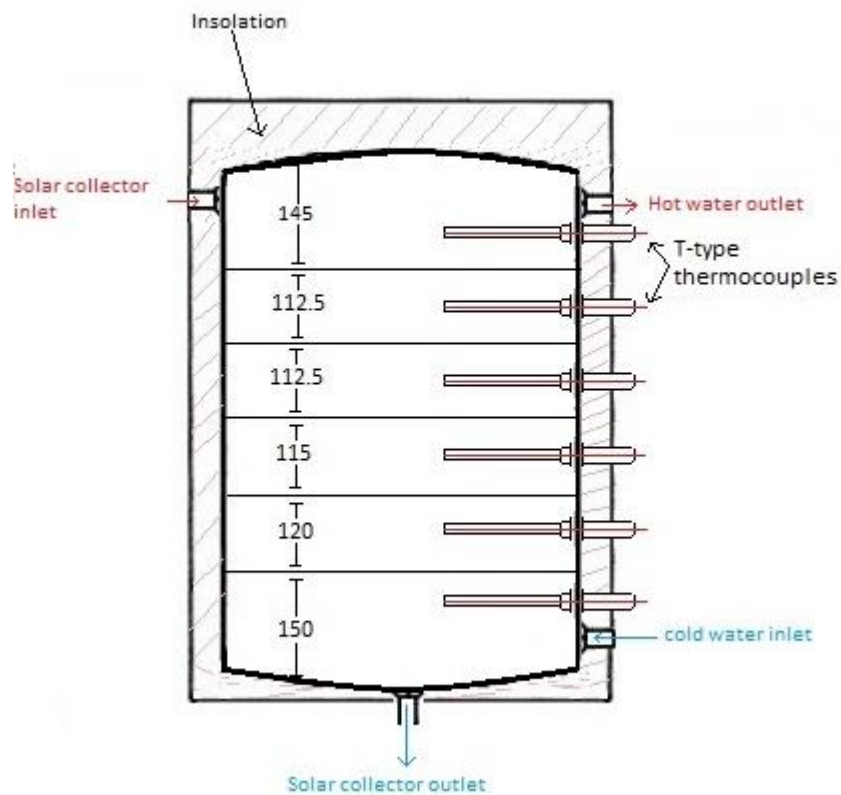 Insolation
Solar collector
inlet
Hot water outlet
145
T-type
thermocouples
112.5
112.5
115
120
150
cold water inlet
Solar collector outlet